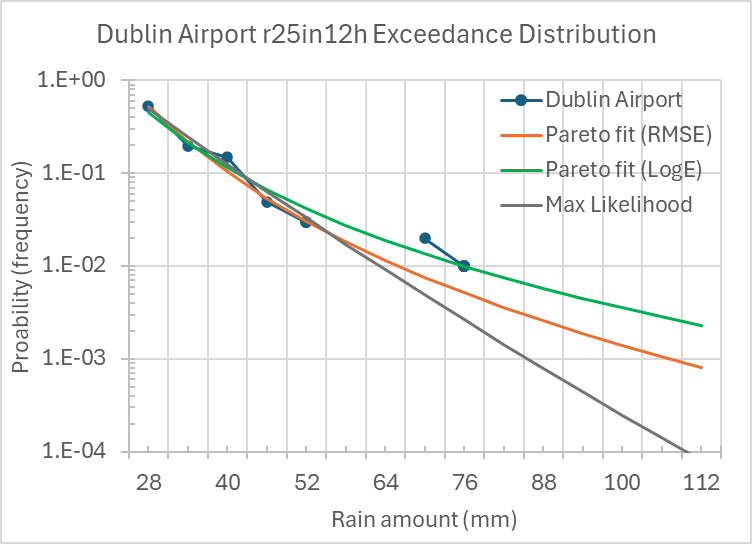 Dublin Airport r25in12h Exceedance Distribution
1.E+00
1.E-01
1.E-02
1.E-03
1.E-04
Proability (frequency)
Dublin Airport
Pareto fit (RMSE)
Pareto fit (LogE)
Max Likelihood
28 40 52 64 76 88 100 112
Rain amount (mm)